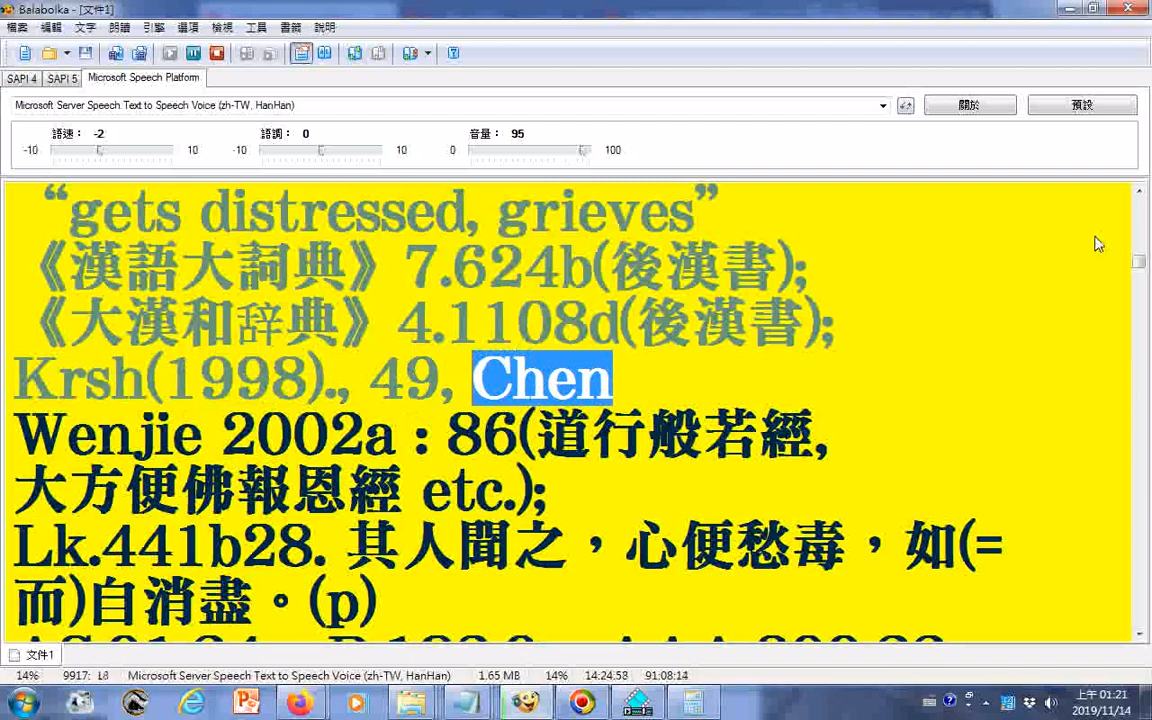 Balabolka - [文件1]
檔案 編輯 文字 朗讀 引擎 選項 檢視 工具 書籤 說明
SAPI 4 SAPI 5 Microsoft Speech Platform
Microsoft Server Speech Text to Speech Voice (zh-TW, HanHan) 關於 預設
語速： -2 語調： 0 音量： 95
-10 10 -10 10 0 100
“gets distressed, grieves”
《漢語大詞典》7.624b(後漢書);
《大漢和辞典》4.1108d(後漢書);
Krsh(1998)., 49, Chen
Wenjie 2002a : 86(道行般若經,
大方便佛報恩經 etc.);
Lk.441b28. 其人聞之，心便愁毒，如(=
而)自消盡。(p)
文件1
14% 9917: L8 Microsoft Server Speech Text to Speech Voice (zh-TW, HanHan) 1.65 MB 14% 14:24:53 91:08:14
上午 01:21
2019/11/14